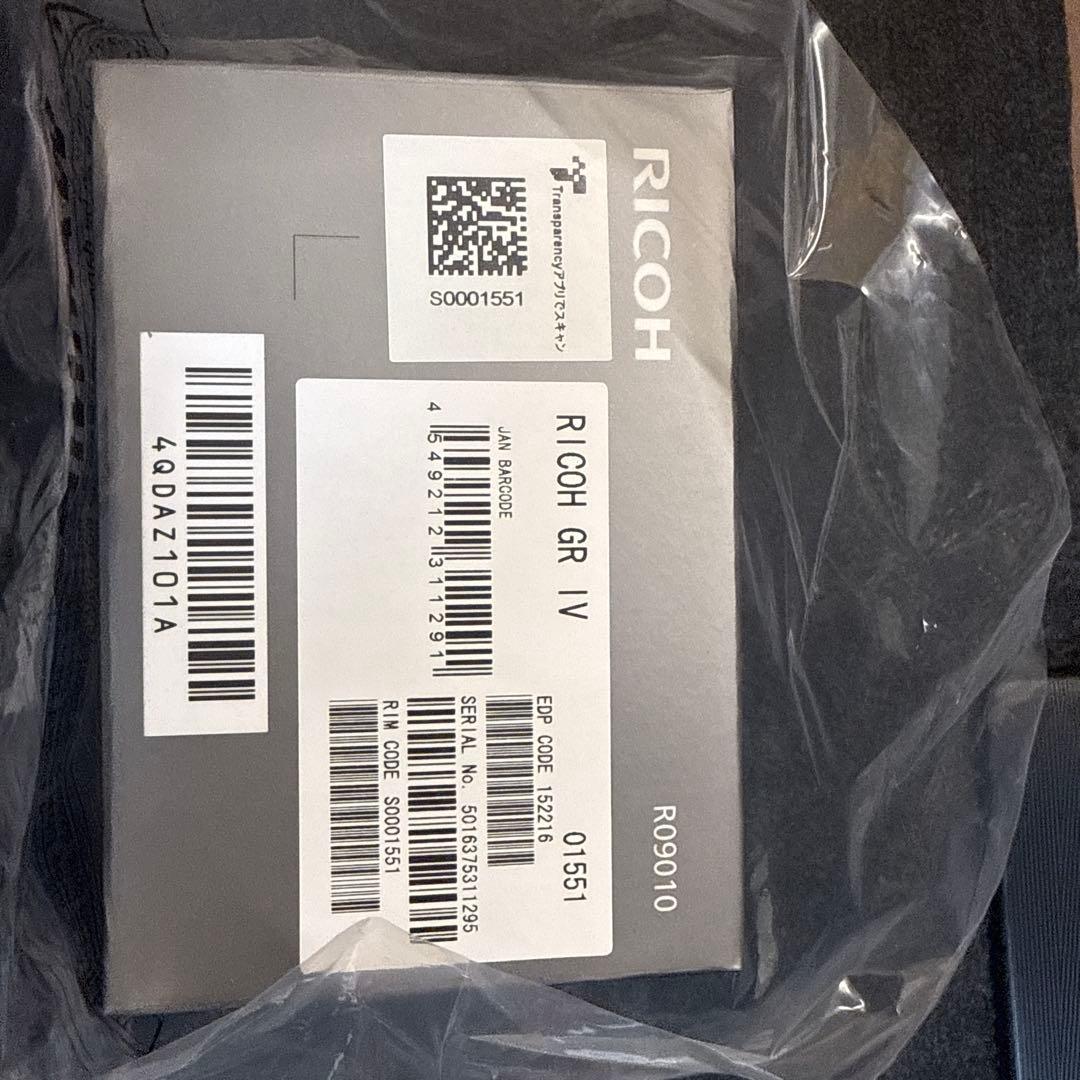 RICOH
R09010
Transparencyアプリでスキャン
S0001551
RICOH GR IV
01551
JAN BARCODE
4 549212 311291
EDP CODE 152216
SERIAL No. 5016375311295
RIM CODE S0001551
4QDAZ101A